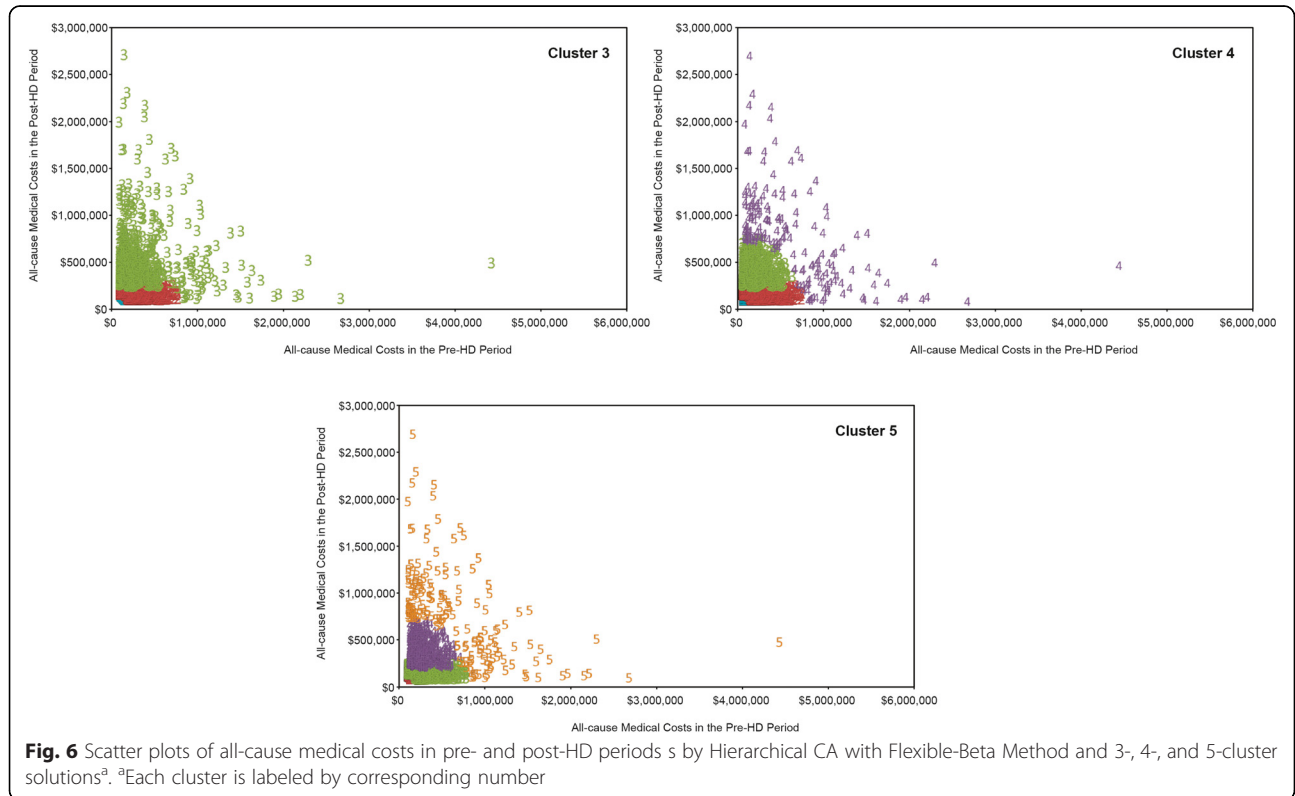 $3,000,000
Cluster 3
$2,500,000
$2,000,000
$1,500,000
$1,000,000
$500,000
$0
All-cause Medical Costs in the Post-HD Period
$0 $1,000,000 $2,000,000 $3,000,000 $4,000,000 $5,000,000 $6,000,000
All-cause Medical Costs in the Pre-HD Period
$3,000,000
Cluster 4
$2,500,000
$2,000,000
$1,500,000
$1,000,000
$500,000
$0
All-cause Medical Costs in the Post-HD Period
$0 $1,000,000 $2,000,000 $3,000,000 $4,000,000 $5,000,000 $6,000,000
All-cause Medical Costs in the Pre-HD Period
$3,000,000
Cluster 5
$2,500,000
$2,000,000
$1,500,000
$1,000,000
$500,000
$0
All-cause Medical Costs in the Post-HD Period
$0 $1,000,000 $2,000,000 $3,000,000 $4,000,000 $5,000,000 $6,000,000
All-cause Medical Costs in the Pre-HD Period
Fig. 6 Scatter plots of all-cause medical costs in pre- and post-HD periods s by Hierarchical CA with Flexible-Beta Method and 3-, 4-, and 5-cluster
solutionsᵃ. ᵃEach cluster is labeled by corresponding number